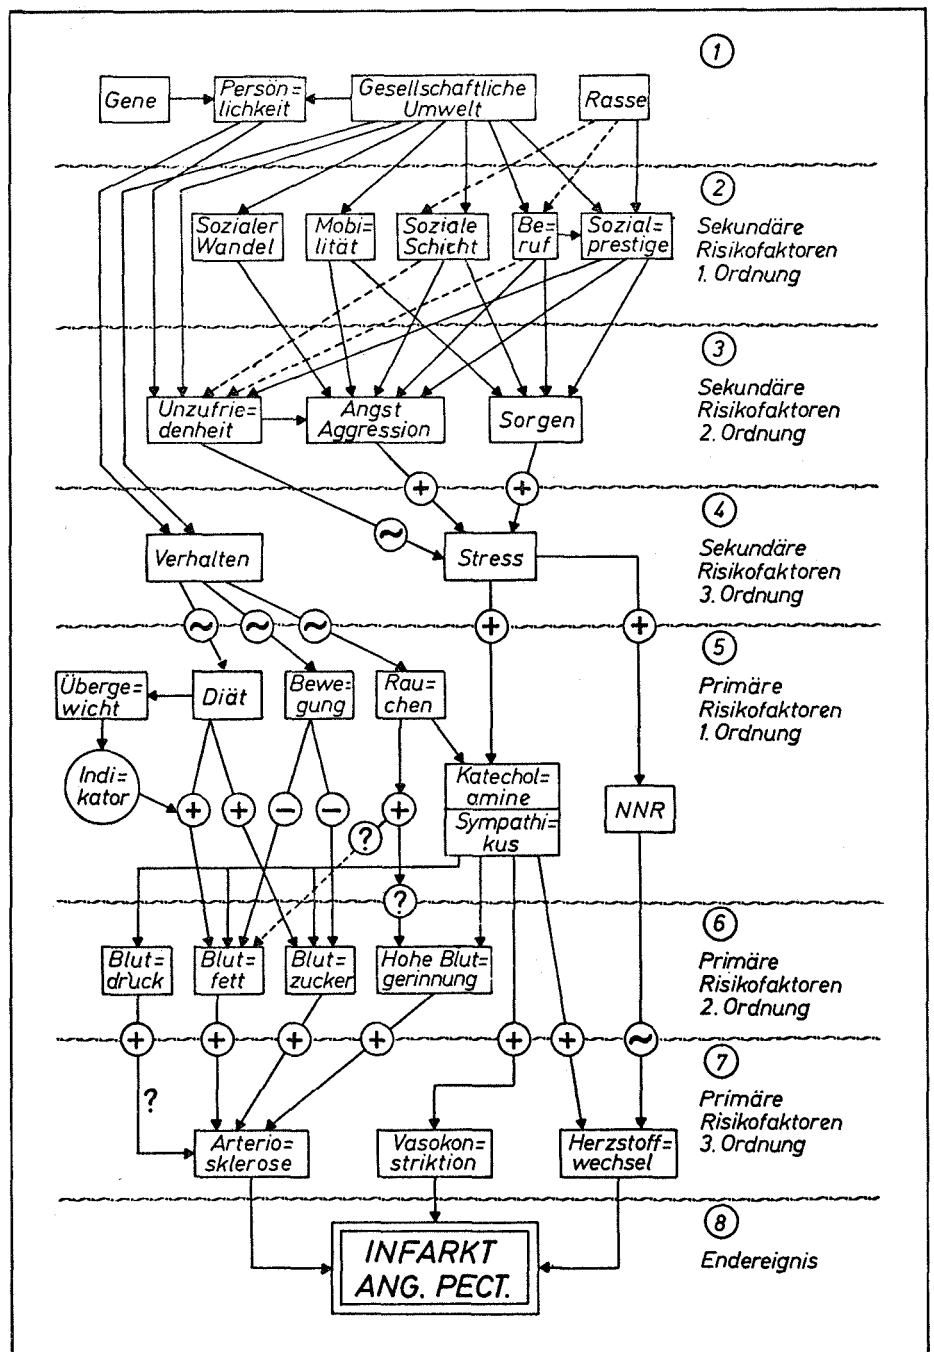 1
Gene
Persön=
lichkeit
Gesellschaftliche
Umwelt
Rasse
2
Sekundäre
Risikofaktoren
1. Ordnung
Sozialer
Wandel
Mobi=
lität
Soziale
Schicht
Be=
ruf
Sozial=
prestige
3
Sekundäre
Risikofaktoren
2. Ordnung
Unzufrie=
denheit
Angst
Aggression
Sorgen
+
+
4
Sekundäre
Risikofaktoren
3. Ordnung
~
Verhalten
Stress
~
~
~
+
+
5
Primäre
Risikofaktoren
1. Ordnung
Überge=
wicht
Diät
Bewe=
gung
Rau=
chen
Indi=
kator
Katechol=
amine
Sympathi=
kus
NNR
+
+
−
−
+
?
?
6
Primäre
Risikofaktoren
2. Ordnung
Blut=
druck
Blut=
fett
Blut=
zucker
Hohe Blut=
gerinnung
+
+
+
+
+
+
~
7
Primäre
Risikofaktoren
3. Ordnung
?
Arterio=
sklerose
Vasokon=
striktion
Herzstoff=
wechsel
8
Endereignis
INFARKT
ANG. PECT.